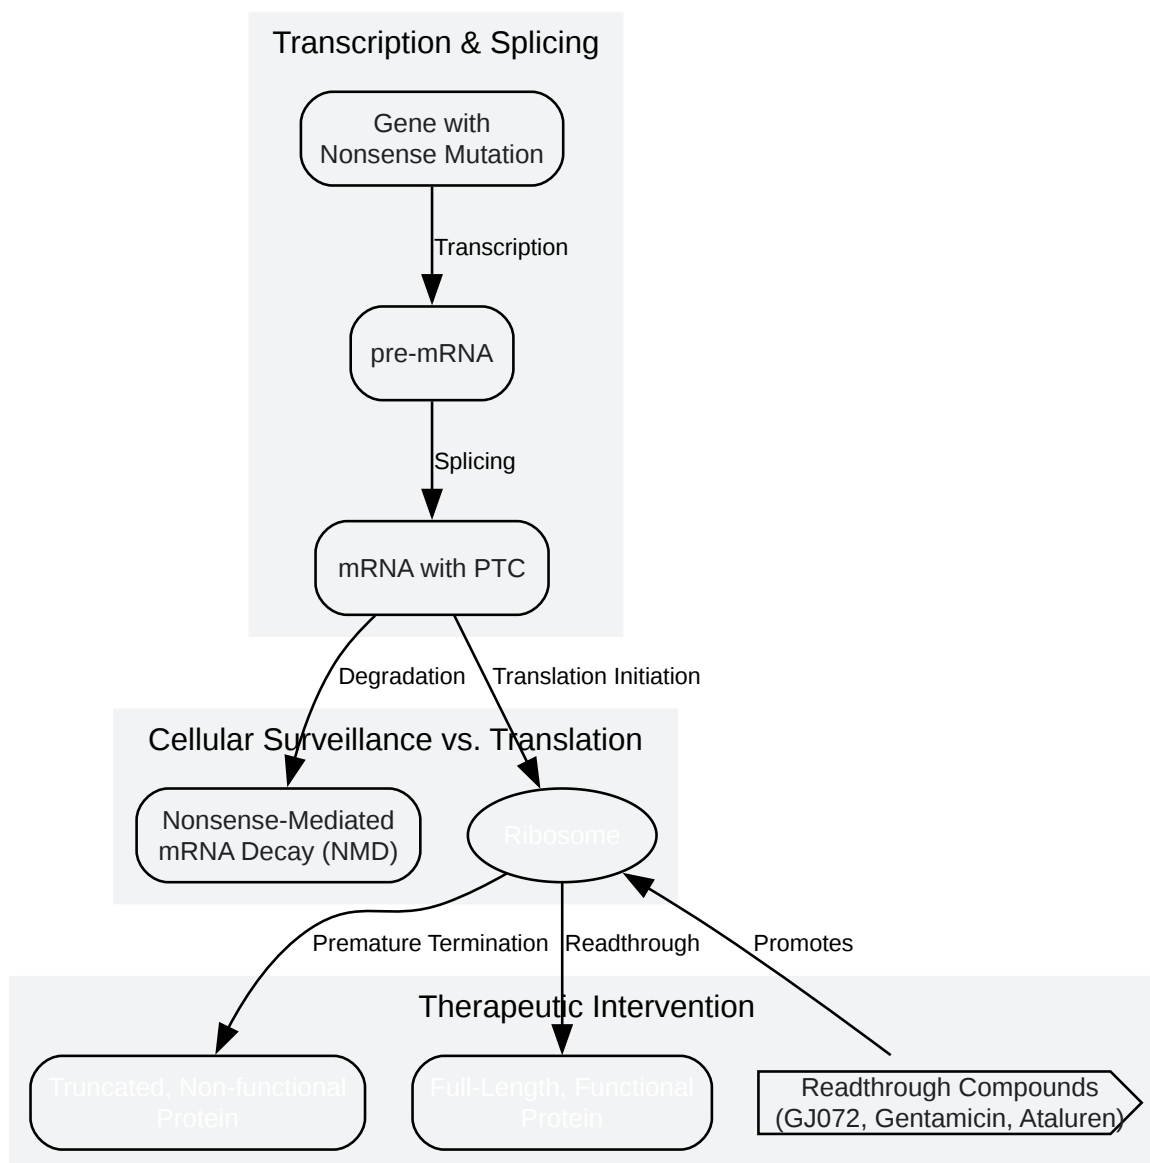 Transcription & Splicing
Gene with
Nonsense Mutation
Transcription
pre-mRNA
Splicing
mRNA with PTC
Degradation
Translation Initiation
Cellular Surveillance vs. Translation
Nonsense-Mediated
mRNA Decay (NMD)
Ribosome
Premature Termination
Readthrough
Promotes
Therapeutic Intervention
Truncated, Non-functional
Protein
Full-Length, Functional
Protein
Readthrough Compounds
(GJ072, Gentamicin, Ataluren)